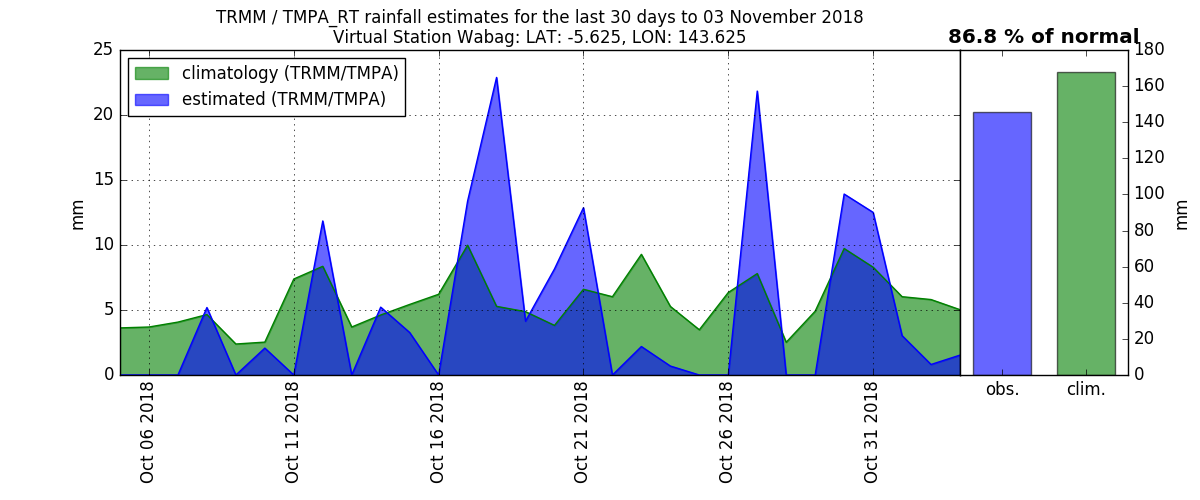 TRMM / TMPA_RT rainfall estimates for the last 30 days to 03 November 2018
Virtual Station Wabag: LAT: -5.625, LON: 143.625
86.8 % of normal
climatology (TRMM/TMPA)
estimated (TRMM/TMPA)
25
20
15
10
5
0
mm
Oct 06 2018
Oct 11 2018
Oct 16 2018
Oct 21 2018
Oct 26 2018
Oct 31 2018
obs.
clim.
180
160
140
120
100
80
60
40
20
0
mm